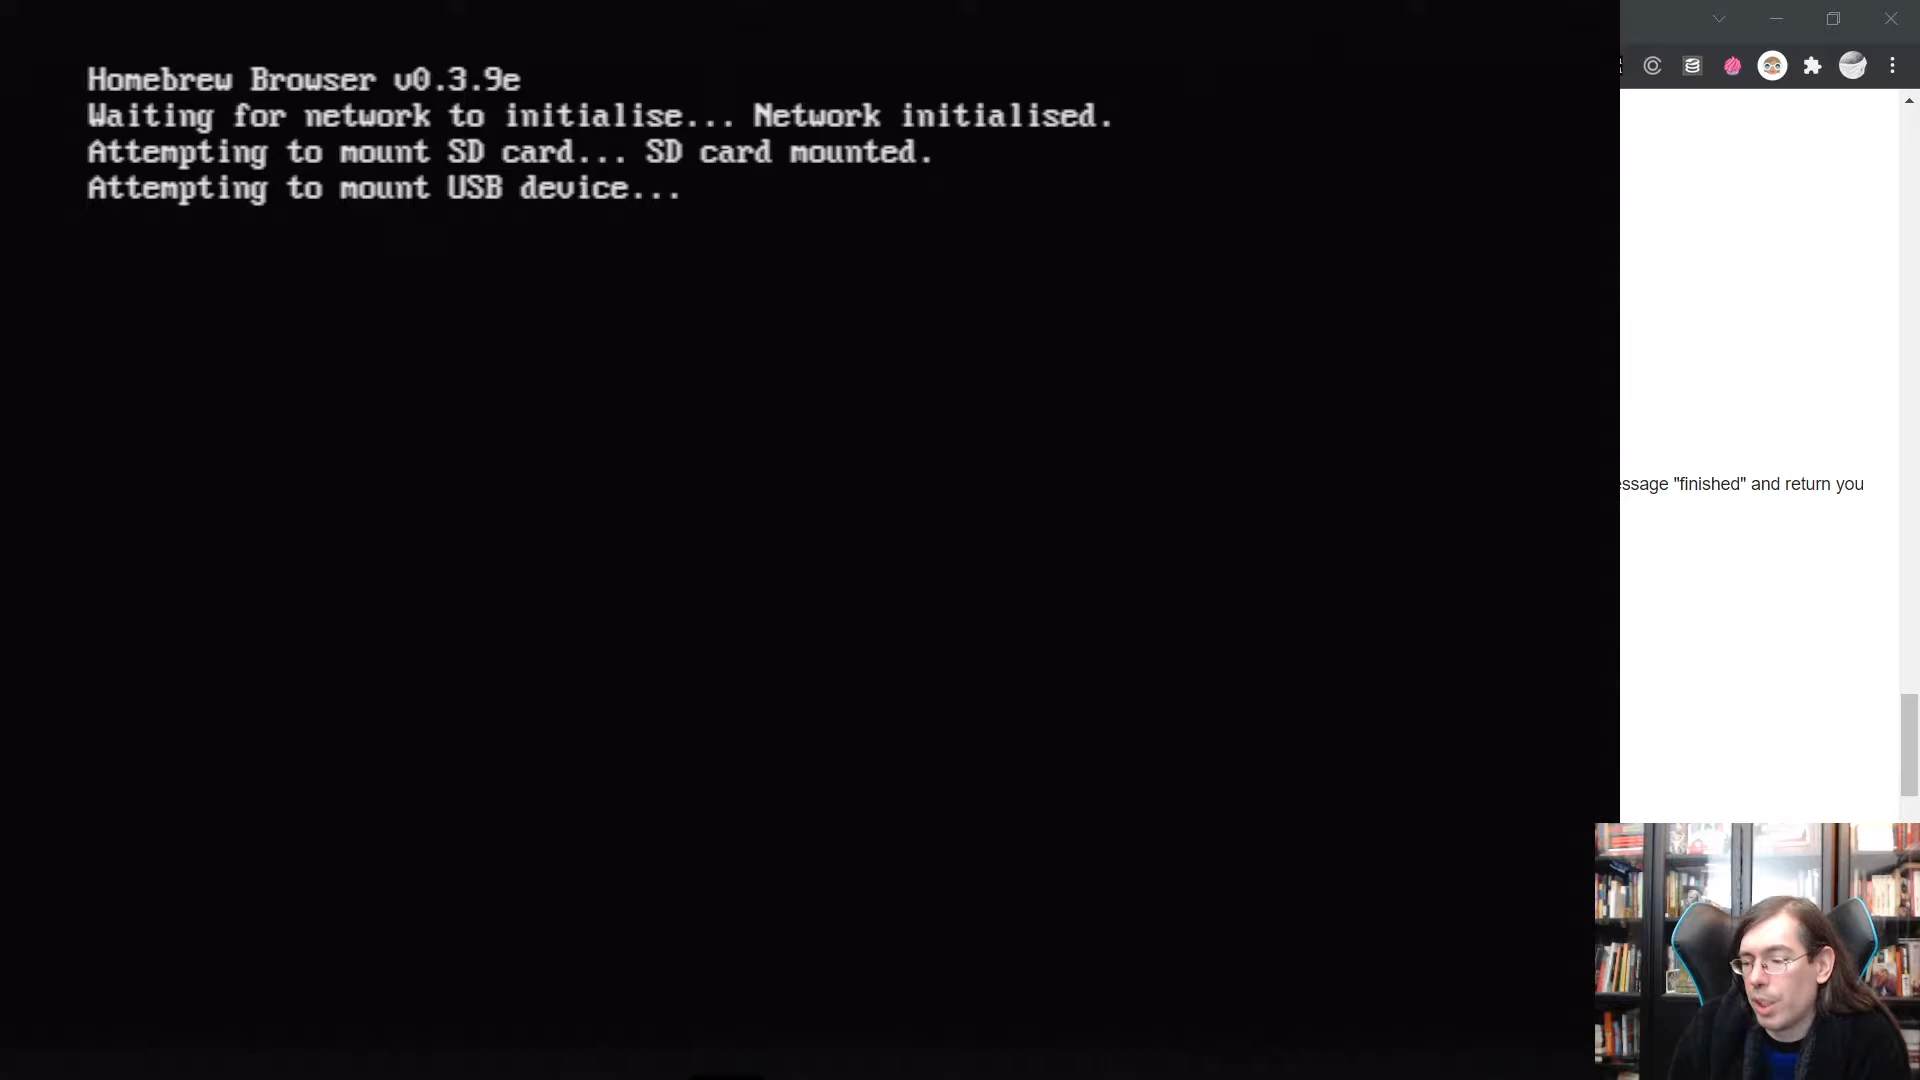 Homebrew Browser v0.3.9e
Waiting for network to initialise... Network initialised.
Attempting to mount SD card... SD card mounted.
Attempting to mount USB device...
"finished" and return you